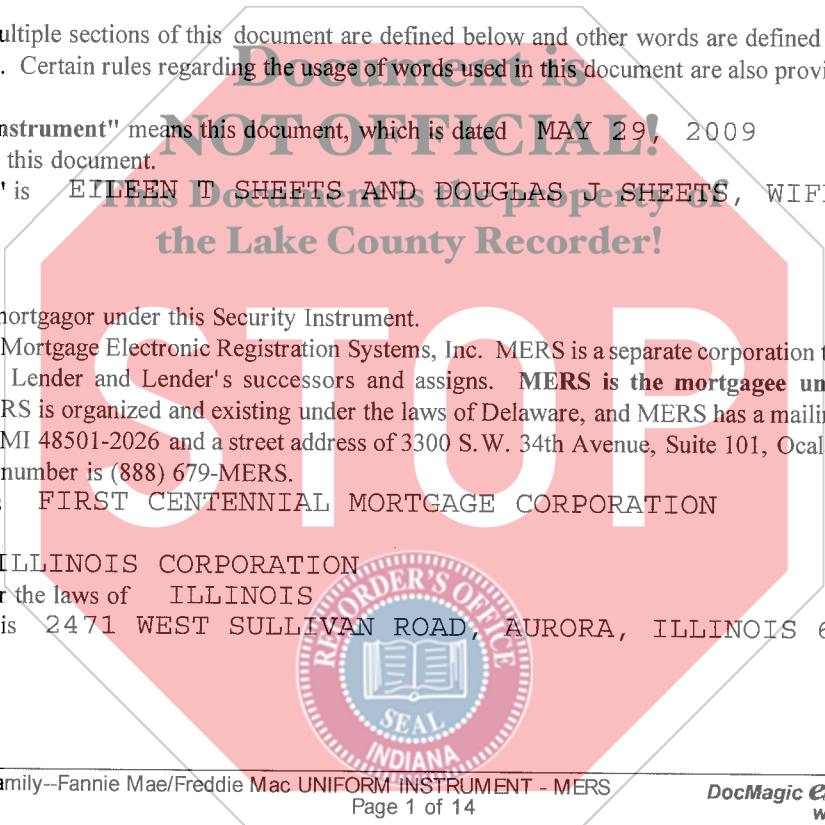 ultiple sections of this document are defined below and other words are defined
. Certain rules regarding the usage of words used in this document are also provi
Document is
nstrument" means this document, which is dated MAY 29, 2009
NOT OFFICIAL!
this document.
" is EILEEN T SHEETS AND DOUGLAS J SHEETS, WIF
This Document is the property of
the Lake County Recorder!
mortgagor under this Security Instrument.
Mortgage Electronic Registration Systems, Inc. MERS is a separate corporation t
Lender and Lender's successors and assigns. MERS is the mortgagee un
RS is organized and existing under the laws of Delaware, and MERS has a mailin
MI 48501-2026 and a street address of 3300 S.W. 34th Avenue, Suite 101, Ocal
number is (888) 679-MERS.
STOP
FIRST CENTENNIAL MORTGAGE CORPORATION
ILLINOIS CORPORATION
r the laws of ILLINOIS
is 2471 WEST SULLIVAN ROAD, AURORA, ILLINOIS 6
RECORDER'S OFFICE
SEAL
INDIANA
amily--Fannie Mae/Freddie Mac UNIFORM INSTRUMENT - MERS
Page 1 of 14
DocMagic
w